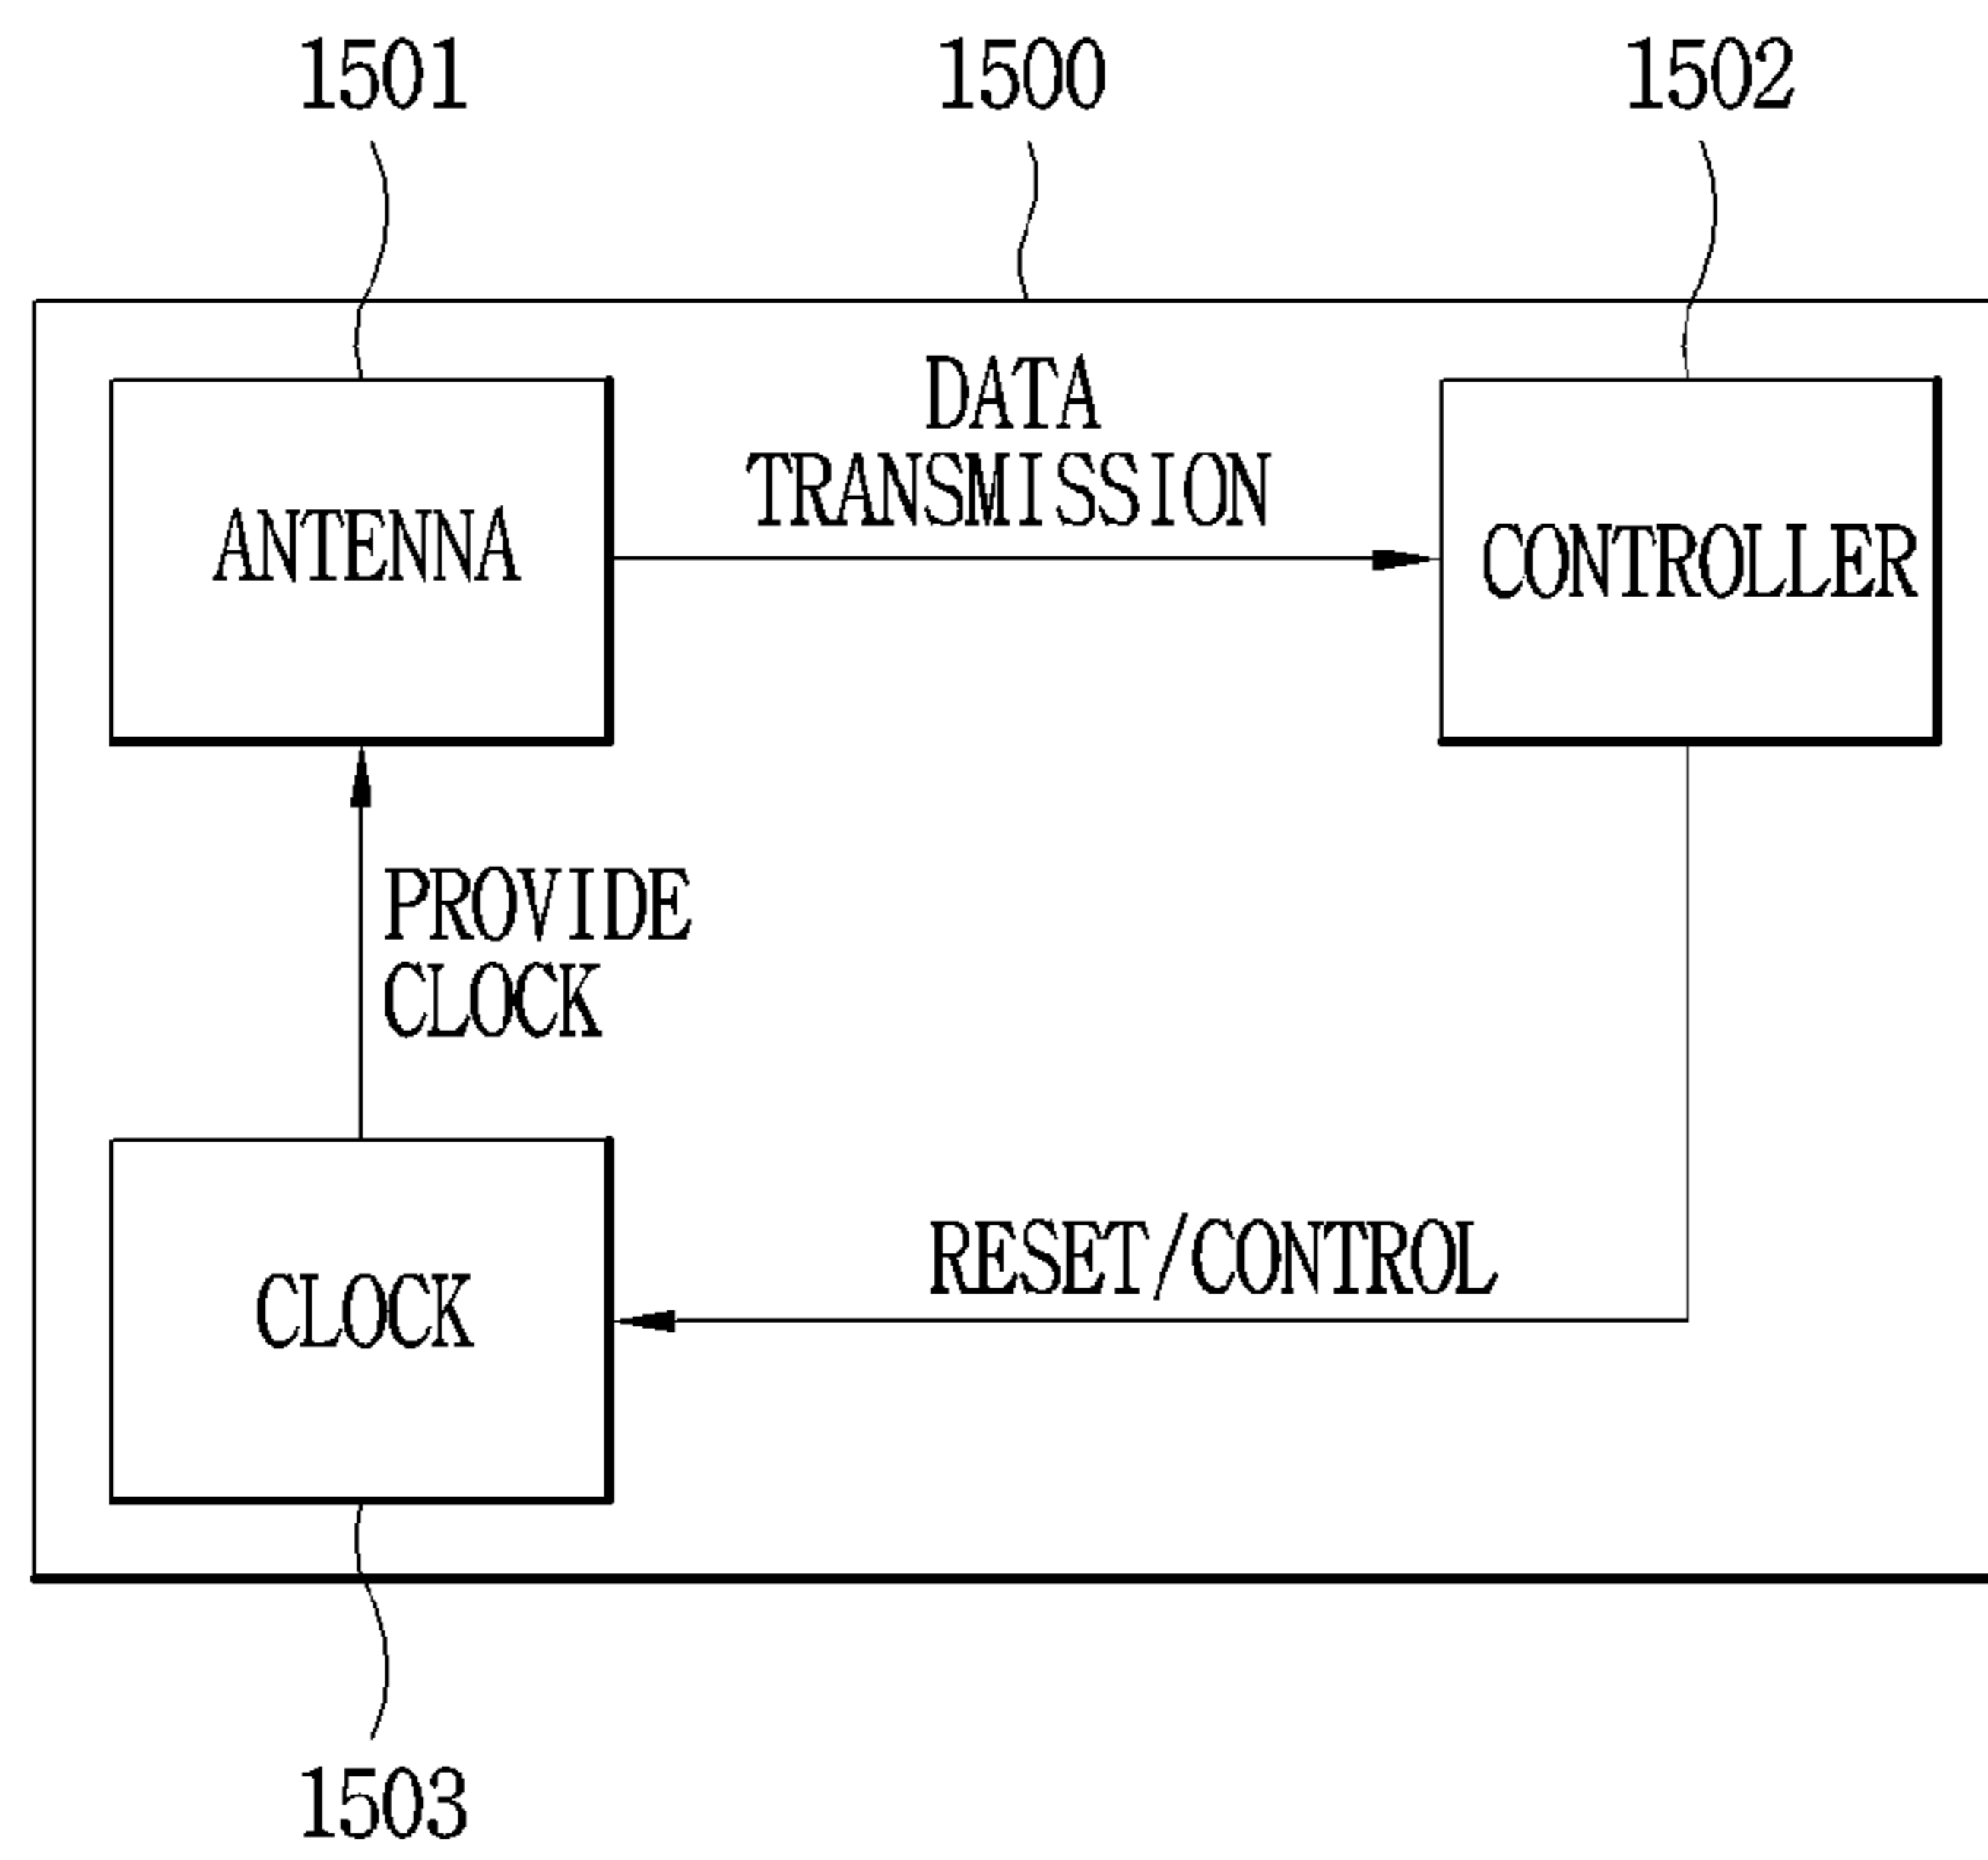 1501
1500
1502
DATA
TRANSMISSION
ANTENNA
CONTROLLER
PROVIDE
CLOCK
RESET/CONTROL
CLOCK
1503